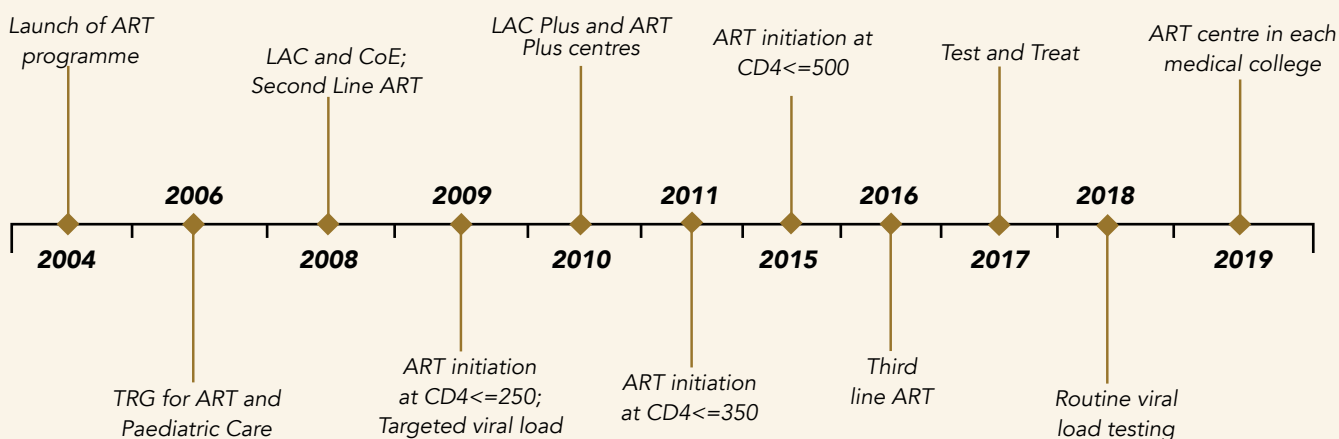 Launch of ART
programme
LAC and CoE;
Second Line ART
LAC Plus and ART
Plus centres
ART initiation at
CD4<=500
Test and Treat
ART centre in each
medical college
2006
2009
2011
2016
2018
2004
2008
2010
2015
2017
2019
TRG for ART and
Paediatric Care
ART initiation
at CD4<=250;
Targeted viral load
ART initiation
at CD4<=350
Third
line ART
Routine viral
load testing